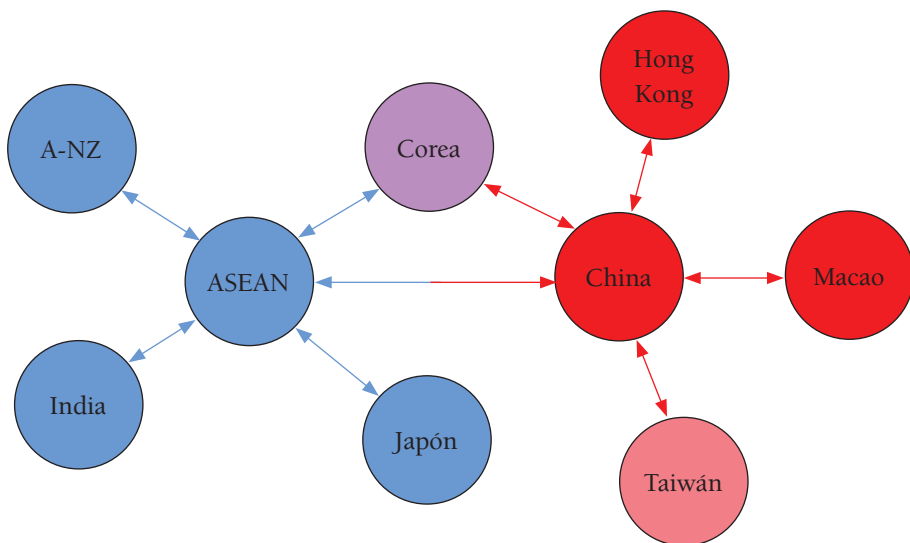 Hong
Kong
A-NZ
Corea
ASEAN
China
Macao
India
Japón
Taiwán